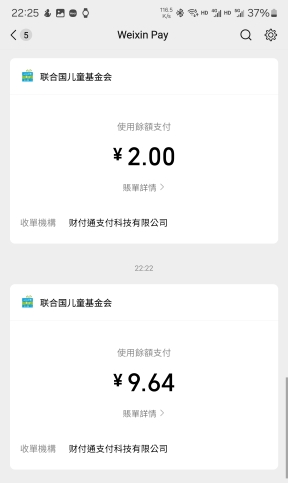 22:25
116.5 K/s HD HD 37%
5 Weixin Pay
联合国儿童基金会
使用餘額支付
¥2.00
賬單詳情
收單機構 财付通支付科技有限公司
22:22
联合国儿童基金会
使用餘額支付
¥9.64
賬單詳情
收單機構 财付通支付科技有限公司